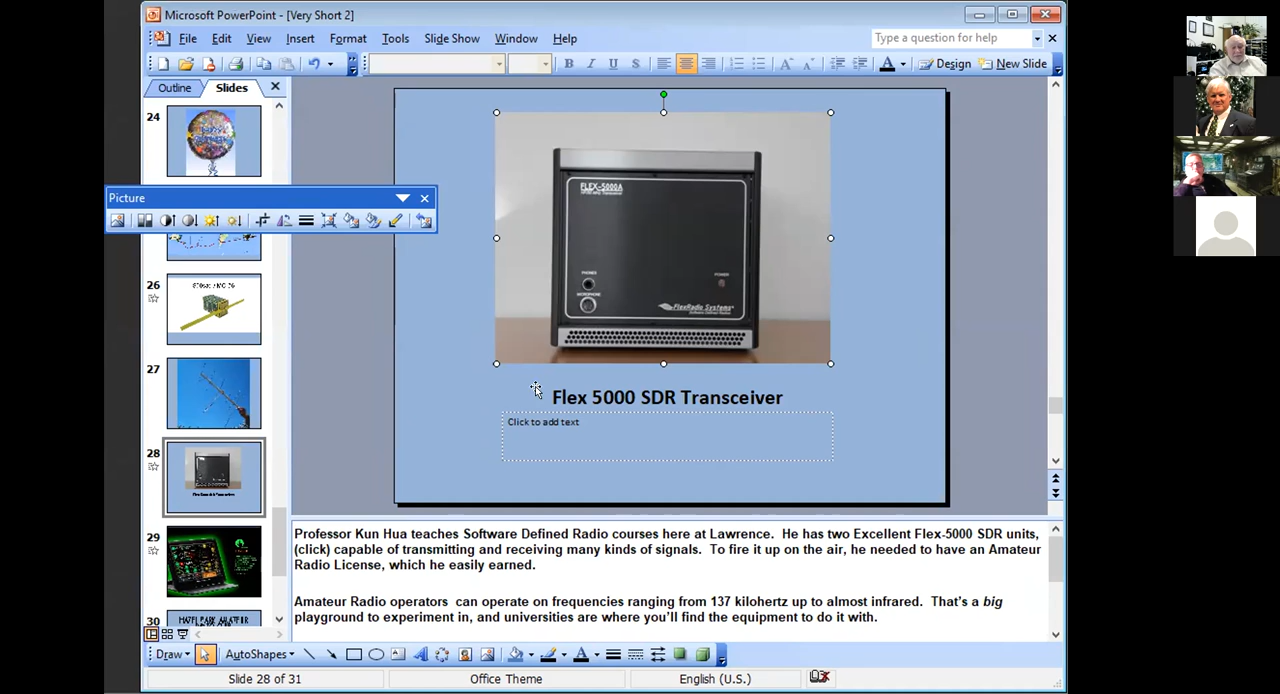 Microsoft PowerPoint - [Very Short 2]
File Edit View Insert Format Tools Slide Show Window Help
Type a question for help
B I U S
A Design New Slide
Outline Slides
24
Picture
26
27
28
29
30
FLEX-5000A
PHONES
MICROPHONE
POWER
FlexRadio Systems
Software Defined Radios
Flex 5000 SDR Transceiver
Click to add text
Professor Kun Hua teaches Software Defined Radio courses here at Lawrence. He has two Excellent Flex-5000 SDR units,
(click) capable of transmitting and receiving many kinds of signals. To fire it up on the air, he needed to have an Amateur
Radio License, which he easily earned.
Amateur Radio operators can operate on frequencies ranging from 137 kilohertz up to almost infrared. That's a big
playground to experiment in, and universities are where you'll find the equipment to do it with.
Draw AutoShapes
Slide 28 of 31 Office Theme English (U.S.)